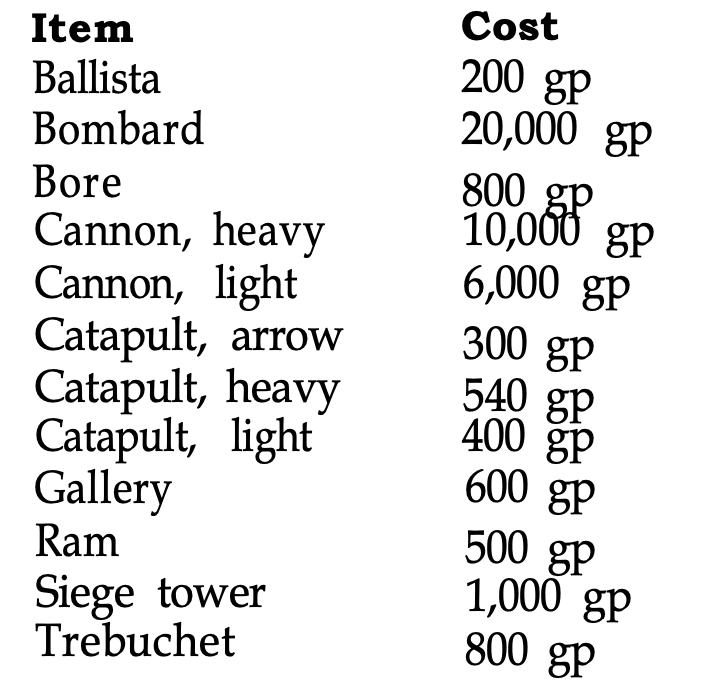 Item Cost
Ballista 200 gp
Bombard 20,000 gp
Bore 800 gp
Cannon, heavy 10,000 gp
Cannon, light 6,000 gp
Catapult, arrow 300 gp
Catapult, heavy 540 gp
Catapult, light 400 gp
Gallery 600 gp
Ram 500 gp
Siege tower 1,000 gp
Trebuchet 800 gp